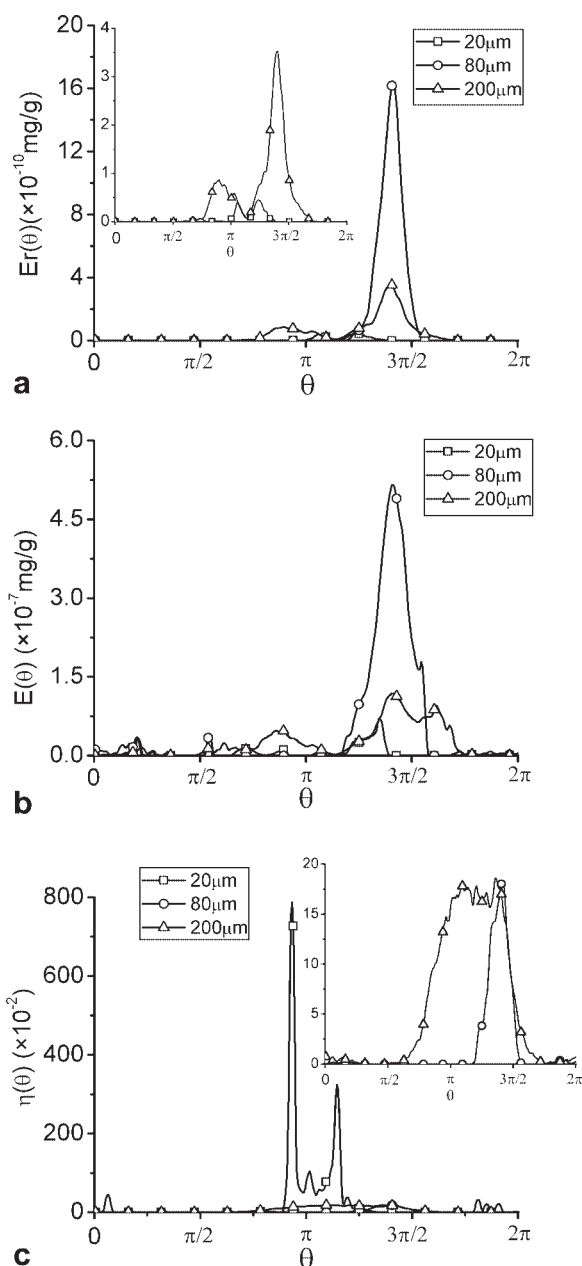 4
3
2
1
0
0
π/2
π
3π/2
2π
θ
20μm
80μm
200μm
20
16
12
8
4
0
Er(θ)(×10⁻¹⁰mg/g)
0
π/2
π
3π/2
2π
θ
a
20μm
80μm
200μm
6.0
4.5
3.0
1.5
0.0
E(θ) (×10⁻⁷mg/g)
0
π/2
π
3π/2
2π
θ
b
20μm
80μm
200μm
20
15
10
5
0
0
π/2
π
3π/2
2π
θ
800
600
400
200
0
η(θ) (×10⁻²)
0
π/2
π
3π/2
2π
θ
c